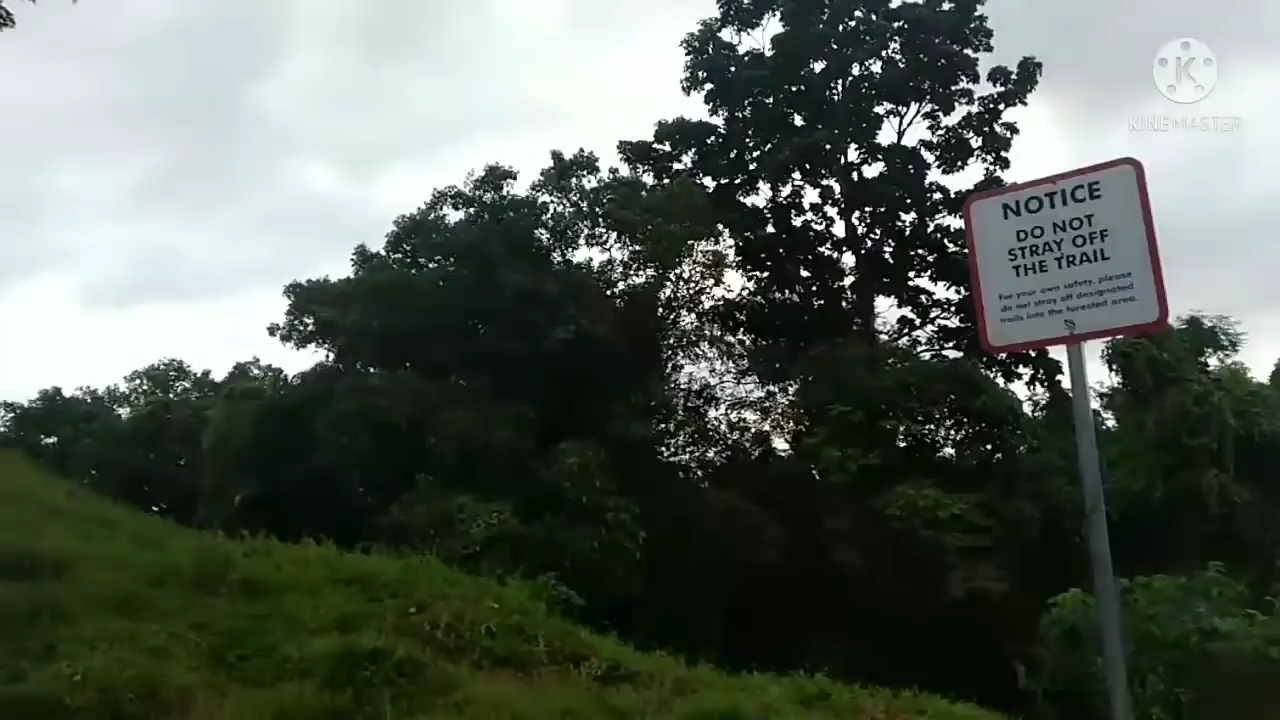 K
KINEMASTER
NOTICE
DO NOT
STRAY OFF
THE TRAIL
For your own safety, please
do not stray off designated
trails into the forested area.